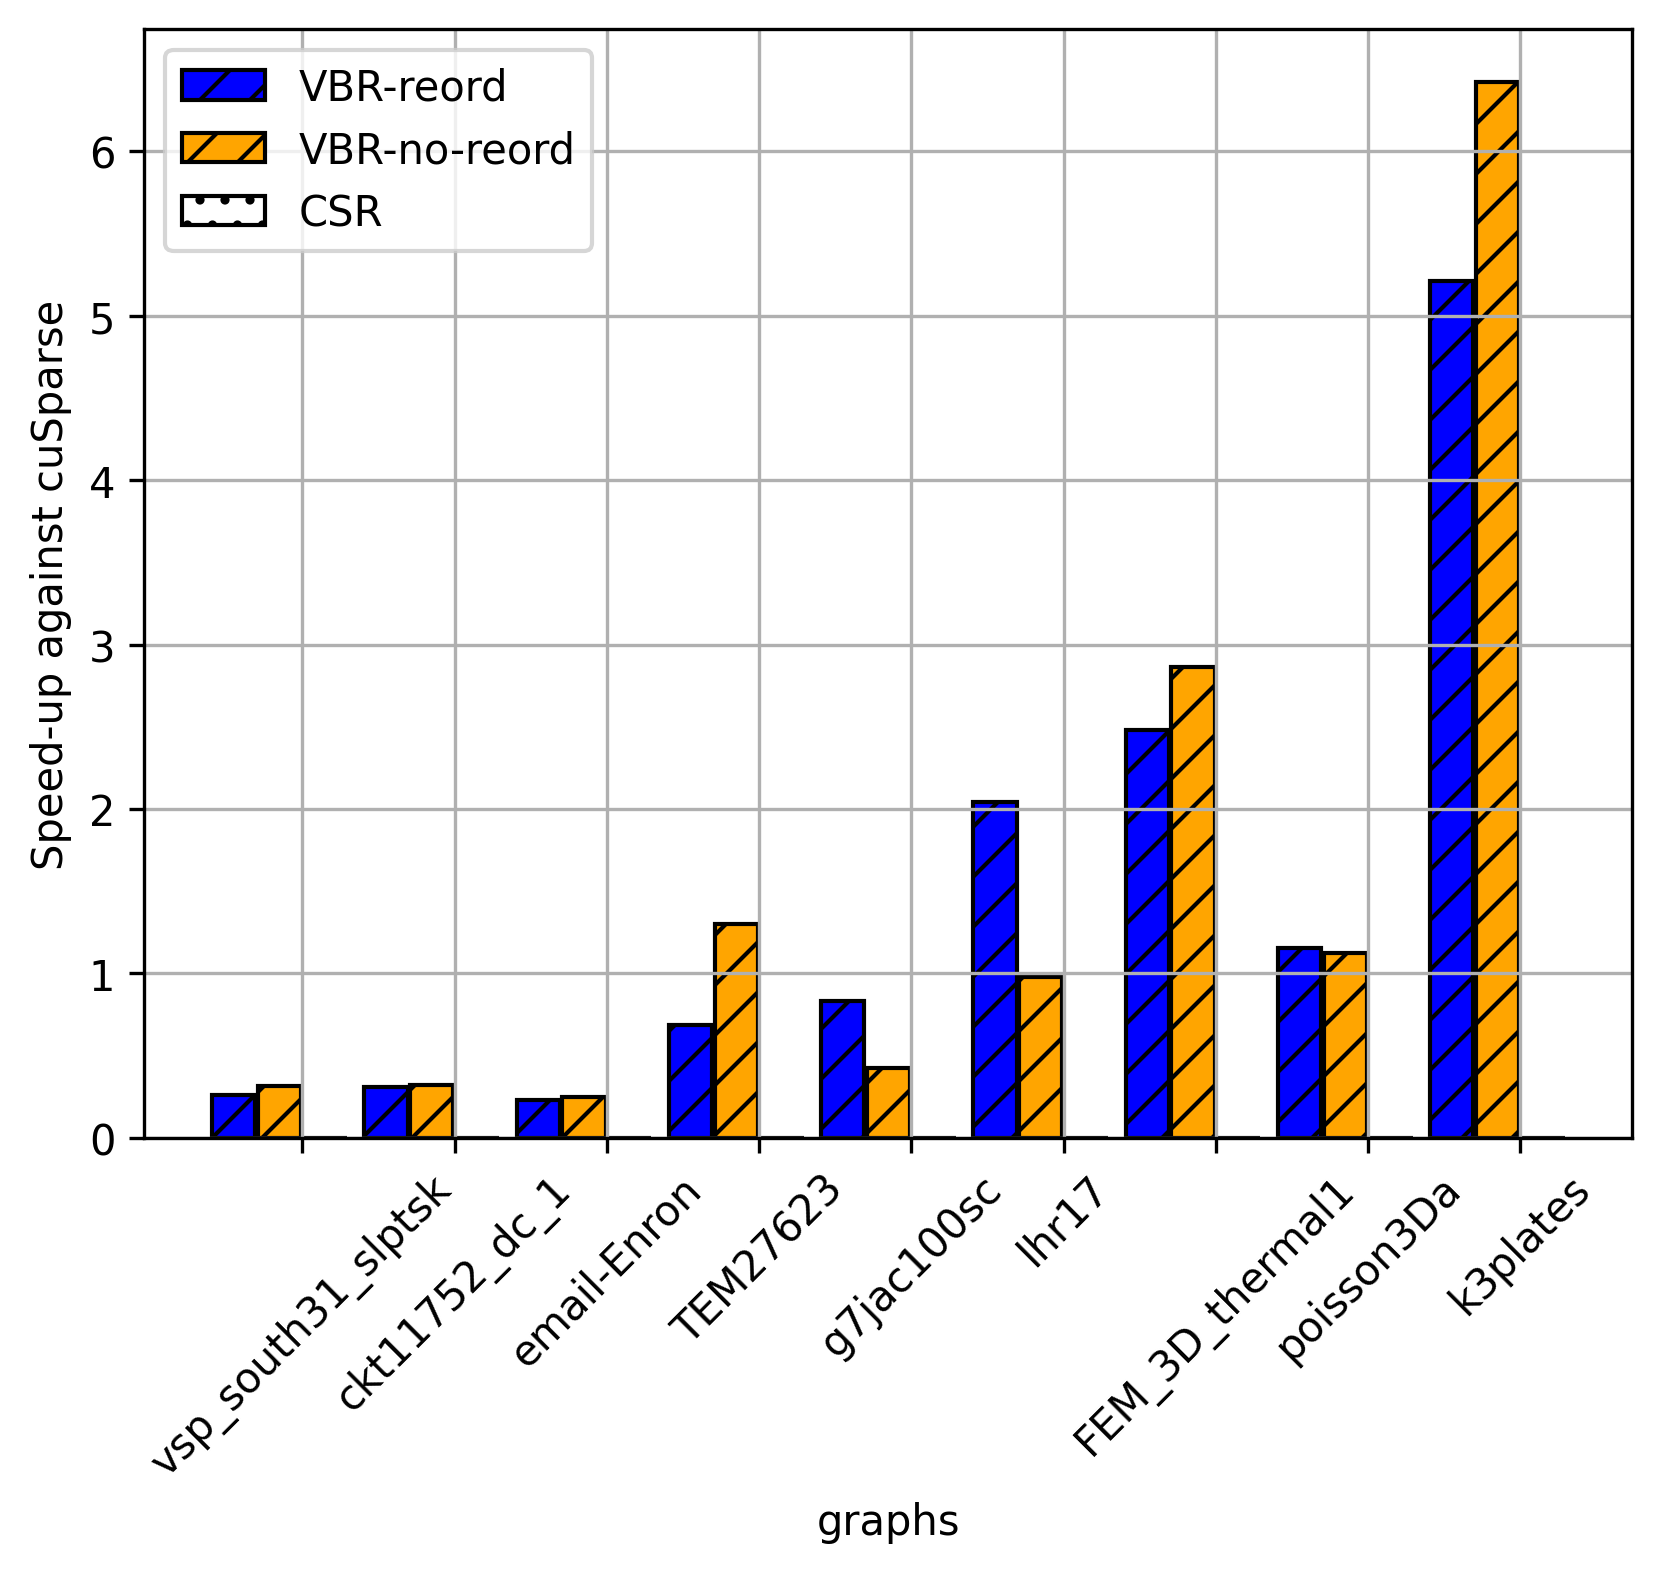 VBR-reord
VBR-no-reord
CSR
Speed-up against cuSparse
6
5
4
3
2
1
0
vsp_south31_slptsk
ckt11752_dc_1
email-Enron
TEM27623
g7jac100sc
lhr17
FEM_3D_thermal1
poisson3Da
k3plates
graphs